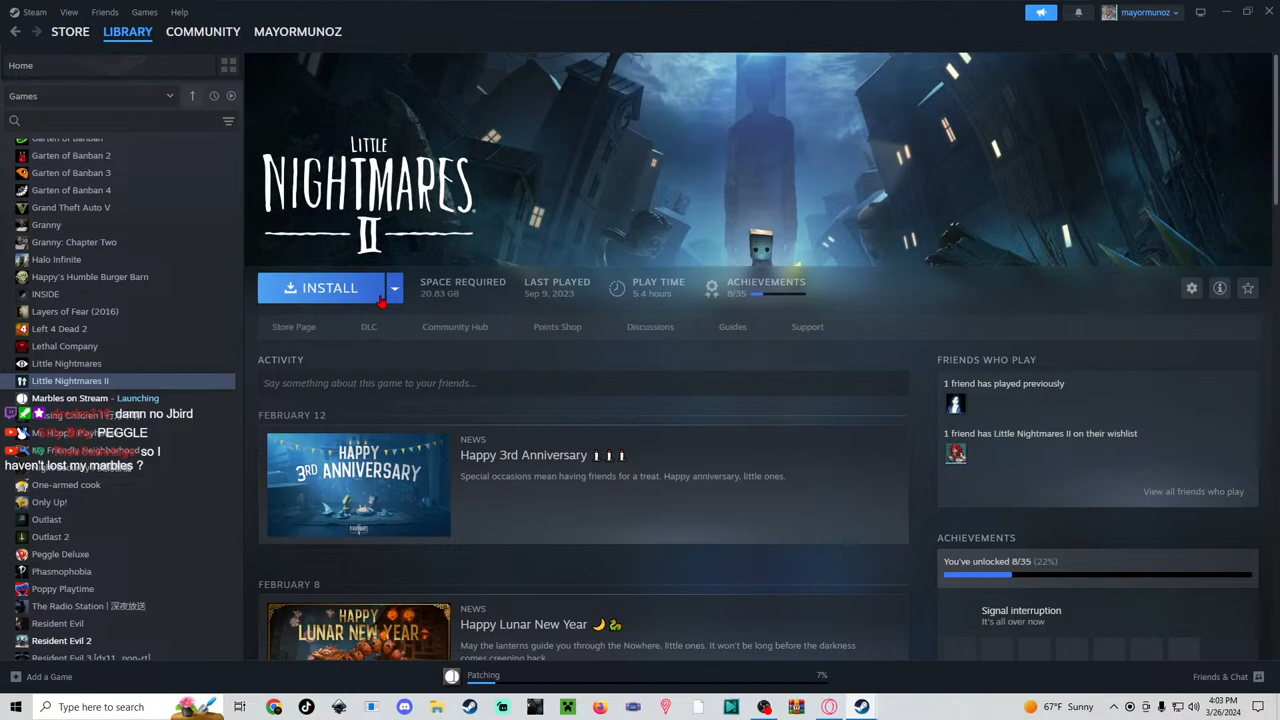 Steam View Friends Games Help
mayormunoz
STORE LIBRARY COMMUNITY MAYORMUNOZ
Home
Games
Garten of Banban
Garten of Banban 2
Garten of Banban 3
Garten of Banban 4
Grand Theft Auto V
Granny
Granny: Chapter Two
Halo Infinite
Happy's Humble Burger Barn
INSIDE
Layers of Fear (2016)
Left 4 Dead 2
Lethal Company
Little Nightmares
Little Nightmares II
Marbles on Stream - Launching
damn no Jbird
PEGGLE
so I
haven't lost my marbles ?
One-armed cook
Only Up!
Outlast
Outlast 2
Peggle Deluxe
Phasmophobia
Poppy Playtime
The Radio Station | 深夜放送
Resident Evil
Resident Evil 2
Resident Evil 3 [dx11_non-rt]
LITTLE
NIGHTMARES
II
INSTALL
SPACE REQUIRED
20.83 GB
LAST PLAYED
Sep 9, 2023
PLAY TIME
5.4 hours
ACHIEVEMENTS
8/35
Store Page DLC Community Hub Points Shop Discussions Guides Support
ACTIVITY
Say something about this game to your friends...
FEBRUARY 12
HAPPY
3RD ANNIVERSARY
NEWS
Happy 3rd Anniversary
Special occasions mean having friends for a treat. Happy anniversary, little ones.
FEBRUARY 8
HAPPY
LUNAR NEW YEAR
NEWS
Happy Lunar New Year 🌙🐉
May the lanterns guide you through the Nowhere, little ones. It won't be long before the darkness
comes creeping back
FRIENDS WHO PLAY
1 friend has played previously
1 friend has Little Nightmares II on their wishlist
View all friends who play
ACHIEVEMENTS
You've unlocked 8/35 (22%)
Signal interruption
It's all over now
Add a Game
Patching 7%
Friends & Chat
Type here to search
67°F Sunny
4:03 PM
3/26/2024